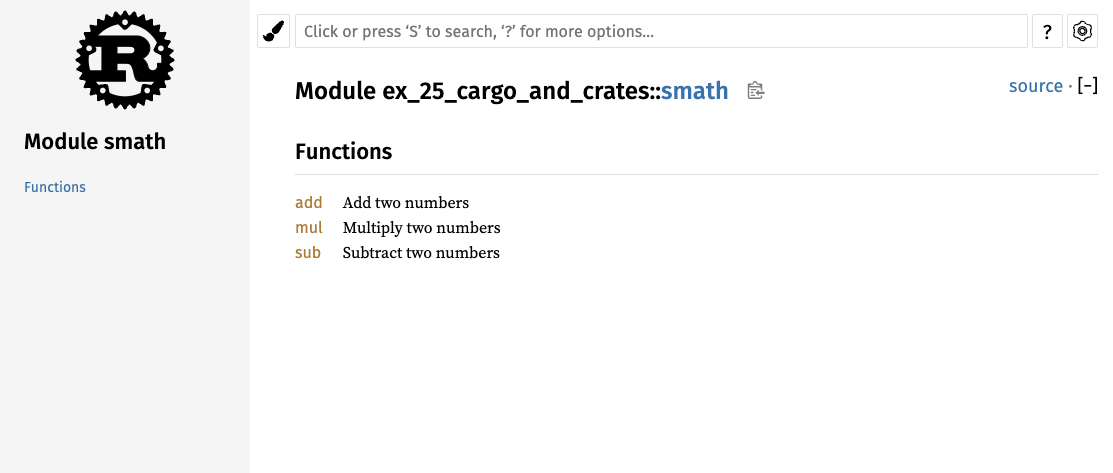 R
Module smath
Functions
Click or press ‘S’ to search, ‘?’ for more options…
?
Module ex_25_cargo_and_crates::smath
source · [−]
Functions
add Add two numbers
mul Multiply two numbers
sub Subtract two numbers